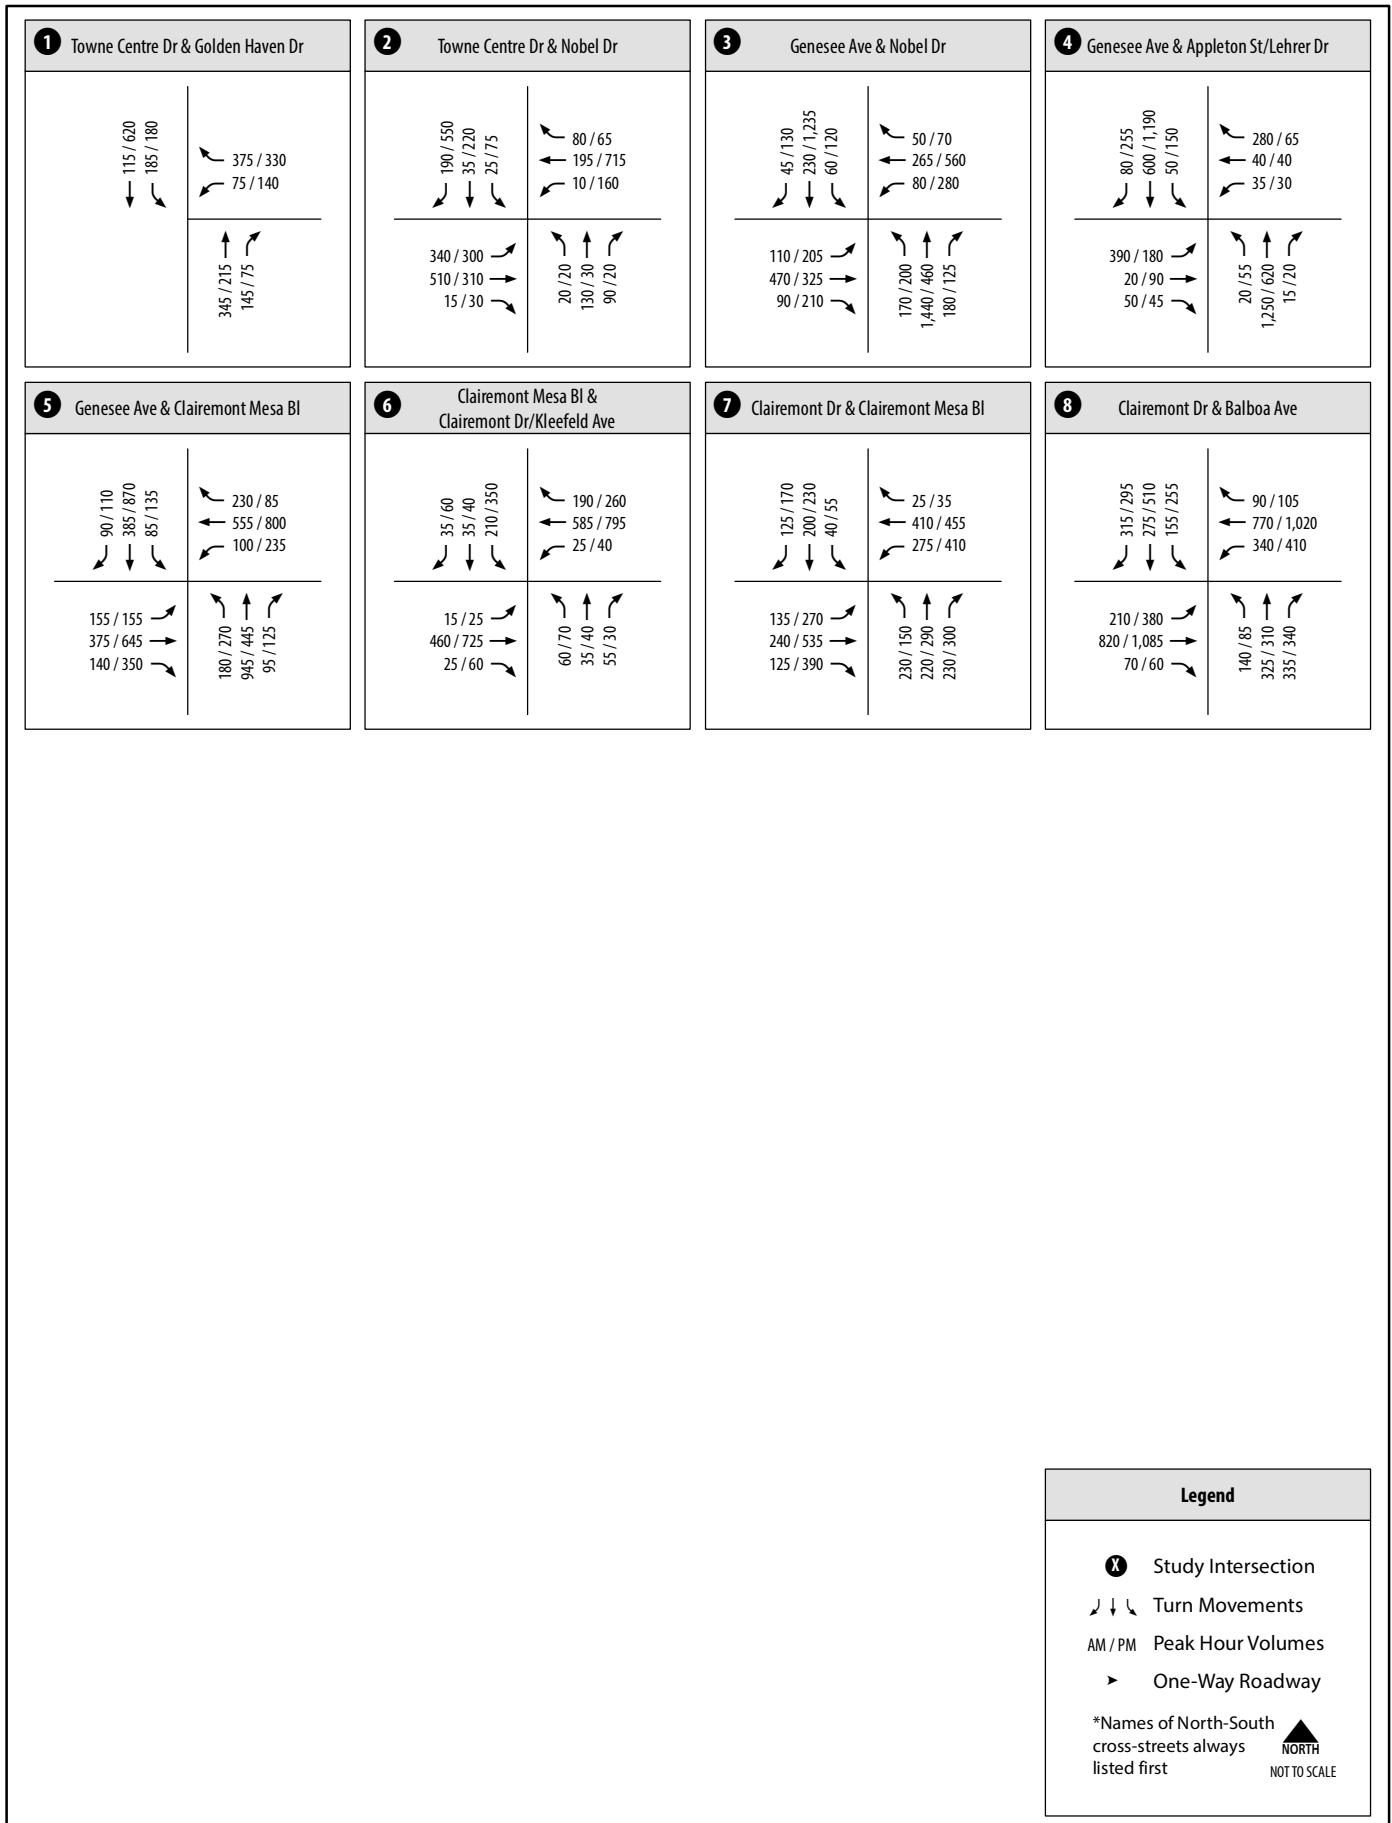 1 Towne Centre Dr & Golden Haven Dr
115 / 620
185 / 180
375 / 330
75 / 140
345 / 215
145 / 75
2 Towne Centre Dr & Nobel Dr
190 / 550
35 / 220
25 / 75
80 / 65
195 / 715
10 / 160
340 / 300
510 / 310
15 / 30
20 / 20
130 / 30
90 / 20
3 Genesee Ave & Nobel Dr
45 / 130
230 / 1,235
60 / 120
50 / 70
265 / 560
80 / 280
110 / 205
470 / 325
90 / 210
170 / 200
1,440 / 460
180 / 125
4 Genesee Ave & Appleton St/Lehrer Dr
80 / 255
600 / 1,190
50 / 150
280 / 65
40 / 40
35 / 30
390 / 180
20 / 90
50 / 45
20 / 55
1,250 / 620
15 / 20
5 Genesee Ave & Clairemont Mesa Bl
90 / 110
385 / 870
85 / 135
230 / 85
555 / 800
100 / 235
155 / 155
375 / 645
140 / 350
180 / 270
945 / 445
95 / 125
6 Clairemont Mesa Bl &
Clairemont Dr/Kleefeld Ave
35 / 60
35 / 40
210 / 350
190 / 260
585 / 795
25 / 40
15 / 25
460 / 725
25 / 60
60 / 70
35 / 40
55 / 30
7 Clairemont Dr & Clairemont Mesa Bl
125 / 170
200 / 230
40 / 55
25 / 35
410 / 455
275 / 410
135 / 270
240 / 535
125 / 390
230 / 150
220 / 290
230 / 300
8 Clairemont Dr & Balboa Ave
315 / 295
275 / 510
155 / 255
90 / 105
770 / 1,020
340 / 410
210 / 380
820 / 1,085
70 / 60
140 / 85
325 / 310
335 / 340
Legend
X Study Intersection
Turn Movements
AM / PM Peak Hour Volumes
One-Way Roadway
*Names of North-South
cross-streets always
listed first
NORTH
NOT TO SCALE